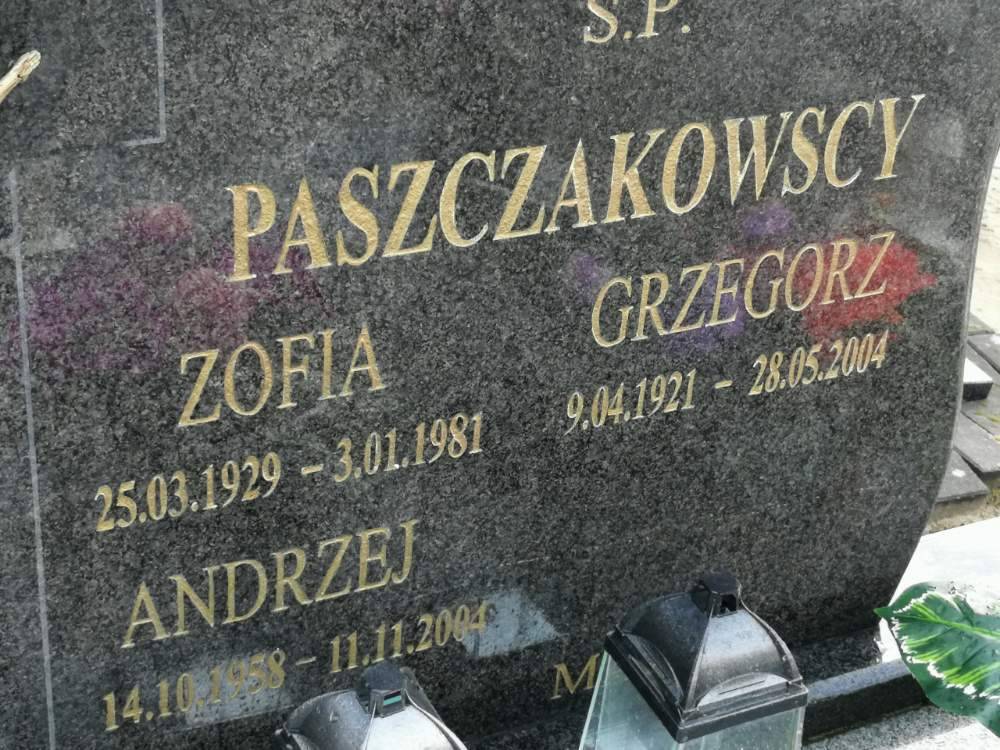 Ś.P.
PASZCZAKOWSCY
ZOFIA
25.03.1929 – 3.01.1981
GRZEGORZ
9.04.1921 – 28.05.2004
ANDRZEJ
14.10.1958 – 11.11.2004